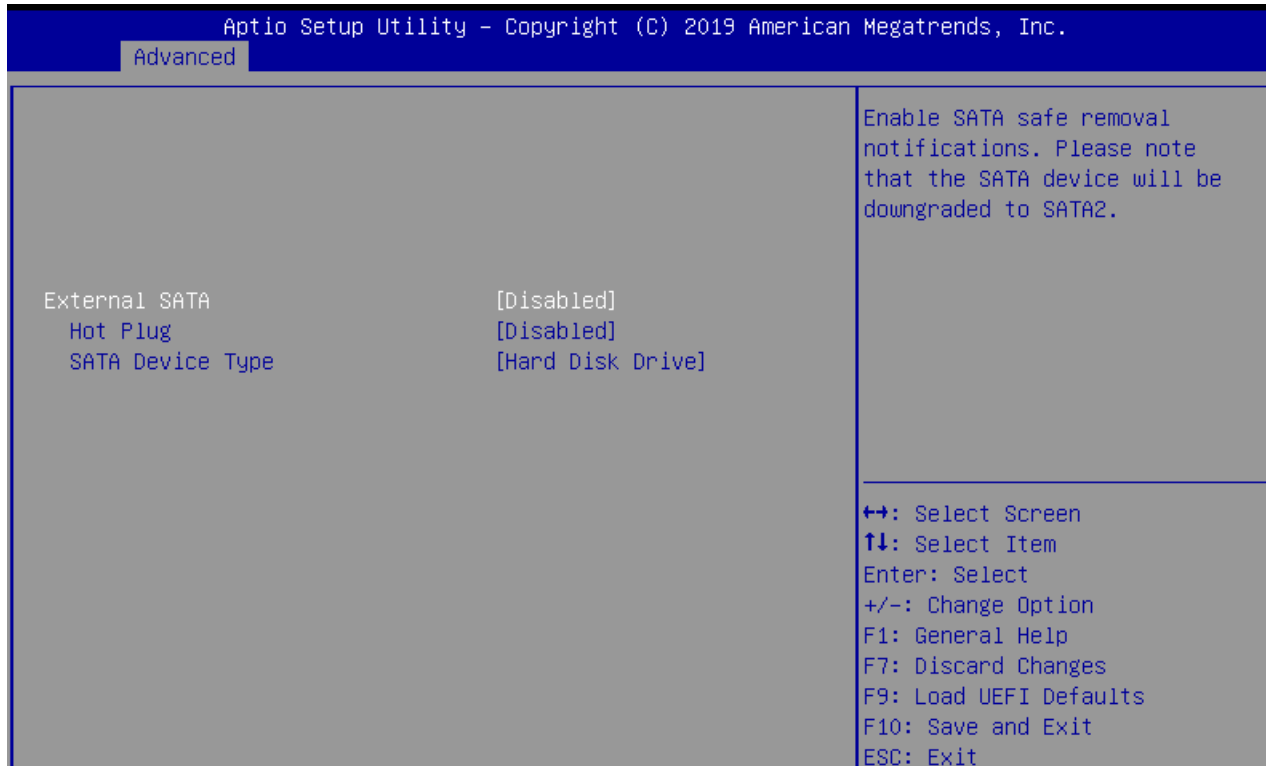 Aptio Setup Utility – Copyright (C) 2019 American Megatrends, Inc.
Advanced
External SATA [Disabled]
Hot Plug [Disabled]
SATA Device Type [Hard Disk Drive]
Enable SATA safe removal
notifications. Please note
that the SATA device will be
downgraded to SATA2.
↔: Select Screen
↑↓: Select Item
Enter: Select
+/-: Change Option
F1: General Help
F7: Discard Changes
F9: Load UEFI Defaults
F10: Save and Exit
ESC: Exit